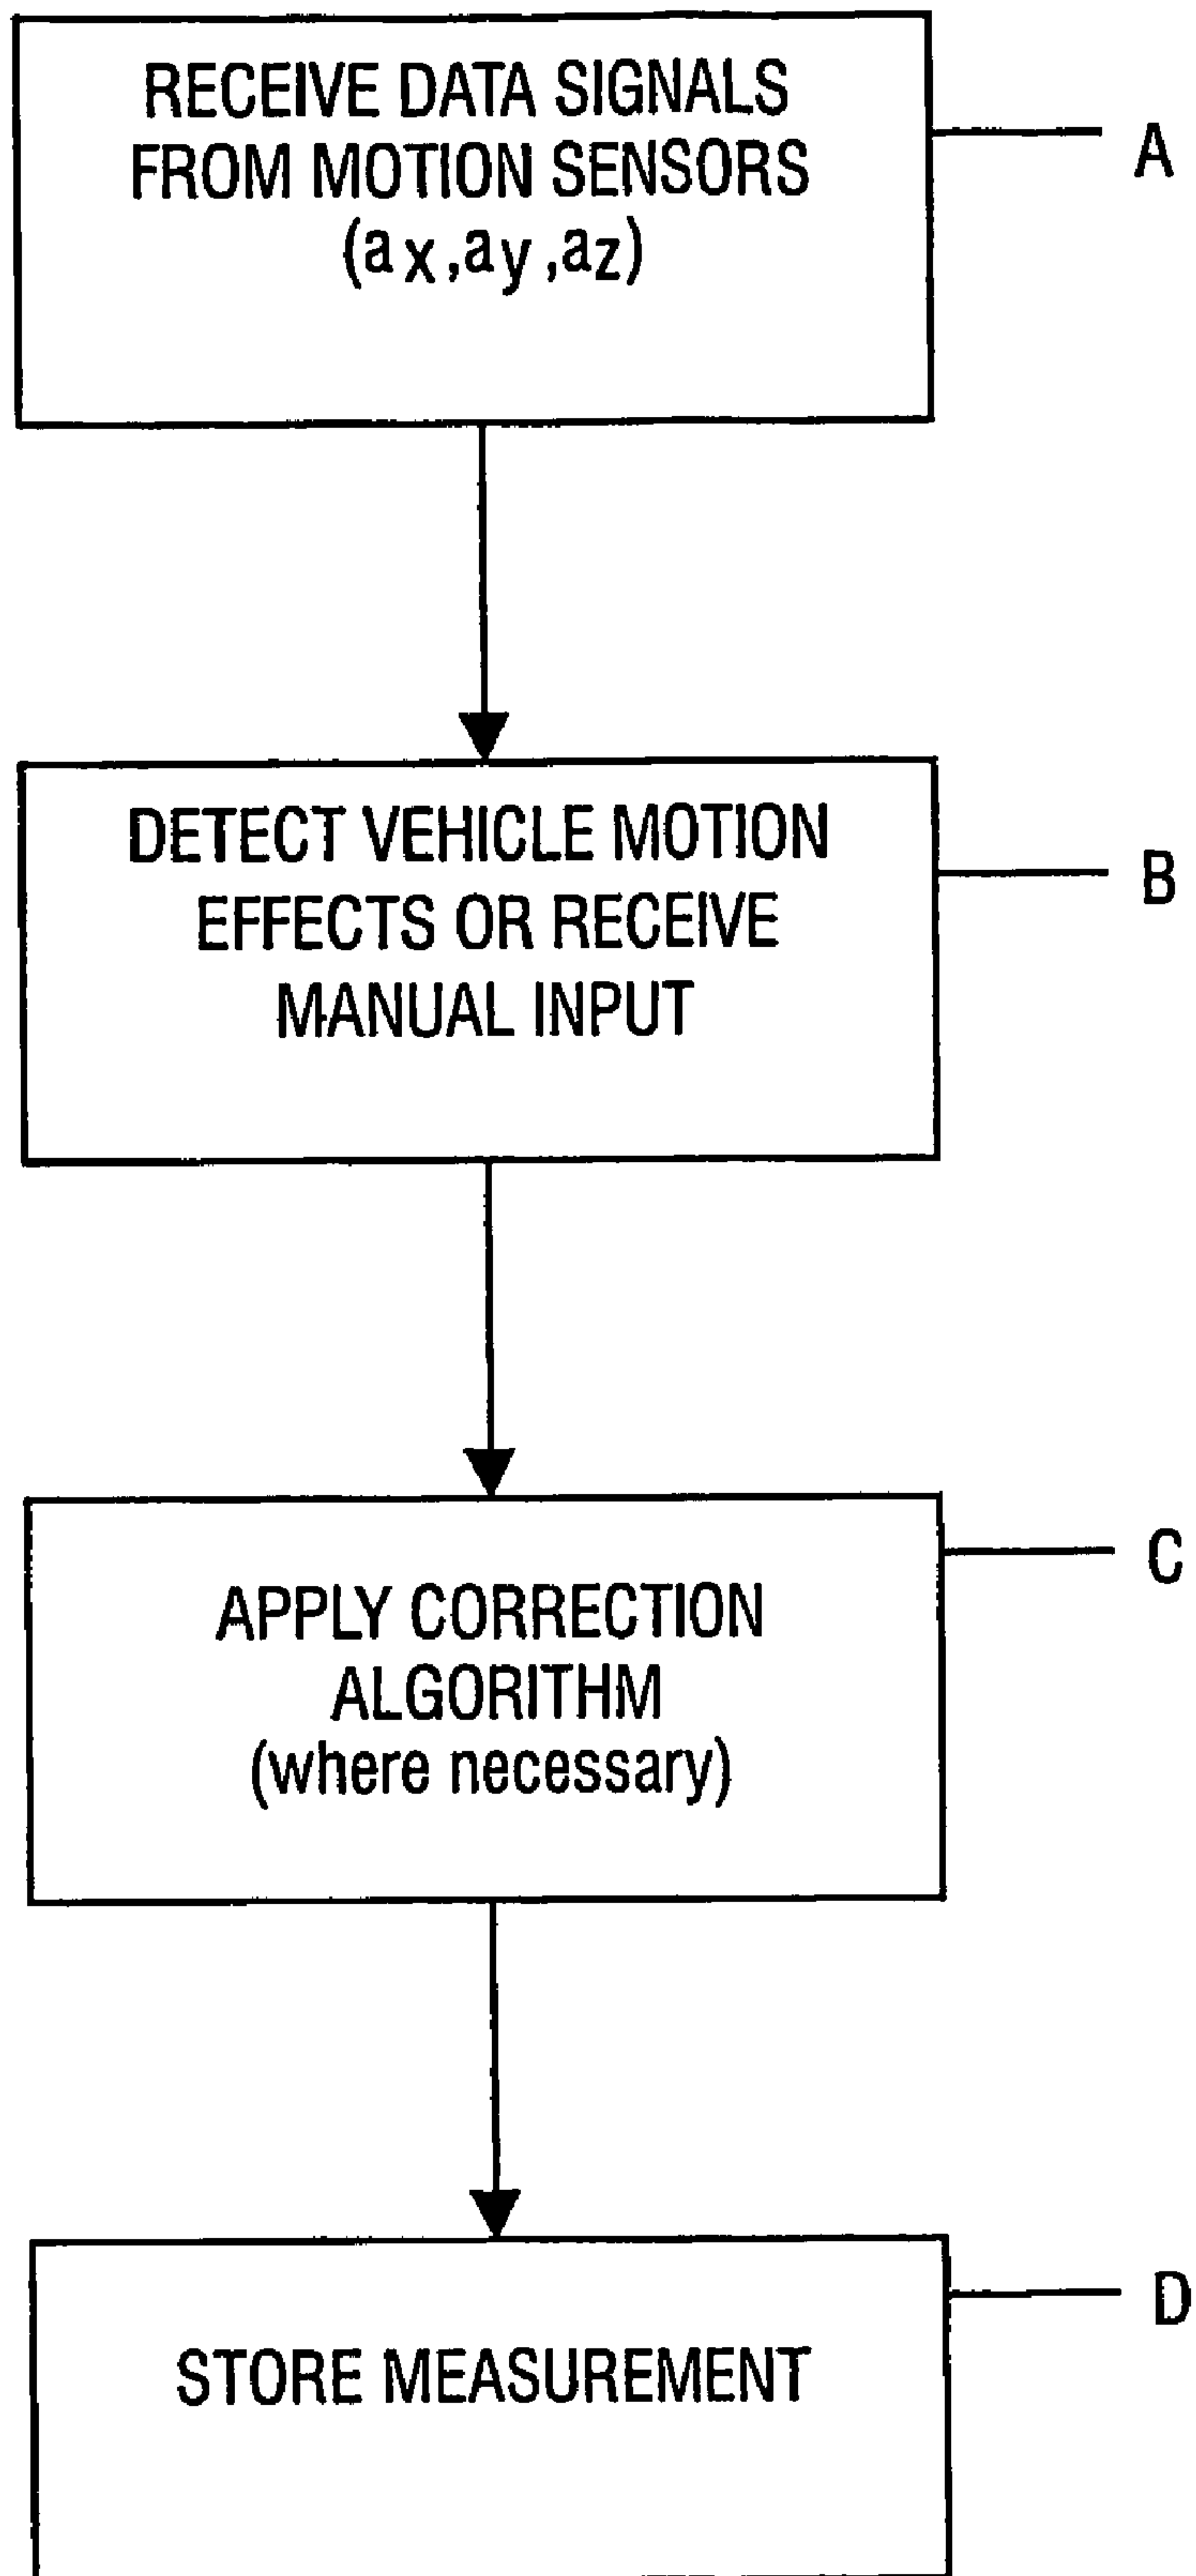 RECEIVE DATA SIGNALS
FROM MOTION SENSORS
(ax,ay,az)
A
DETECT VEHICLE MOTION
EFFECTS OR RECEIVE
MANUAL INPUT
B
APPLY CORRECTION
ALGORITHM
(where necessary)
C
STORE MEASUREMENT
D